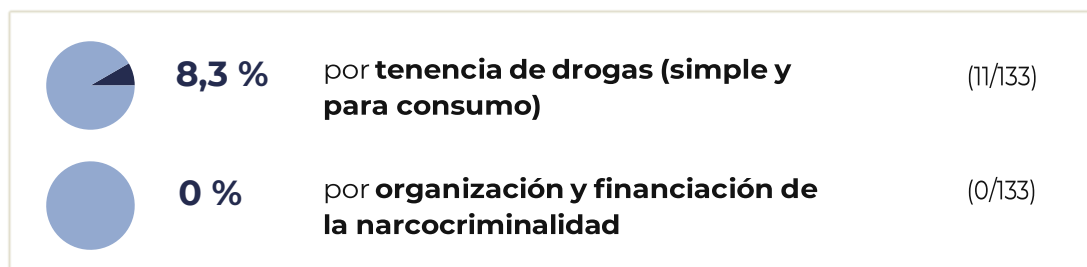 8,3 % por tenencia de drogas (simple y (11/133)
para consumo)
0 % por organización y financiación de (0/133)
la narcocriminalidad